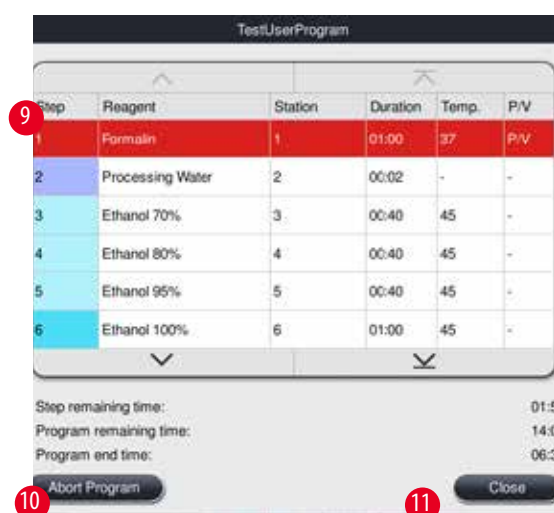 TestUserProgram
Step Reagent Station Duration Temp. P/V
1 Formalin 1 01:00 37 P/V
2 Processing Water 2 00:02 - -
3 Ethanol 70% 3 00:40 45 -
4 Ethanol 80% 4 00:40 45 -
5 Ethanol 95% 5 00:40 45 -
6 Ethanol 100% 6 01:00 45 -
Step remaining time:
Program remaining time:
Program end time:
Abort Program Close
9
10
11